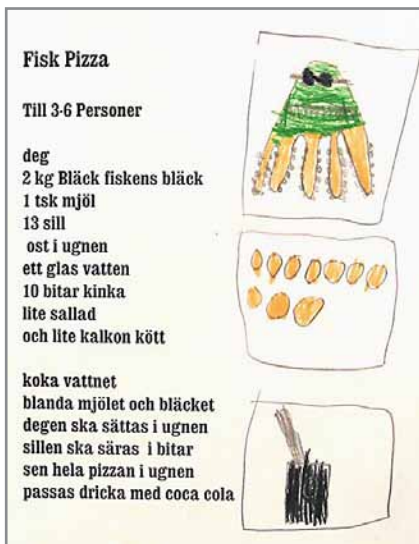 Fisk Pizza
Till 3-6 Personer
deg
2 kg Bläck fiskens bläck
1 tsk mjöl
13 sill
ost i ugnen
ett glas vatten
10 bitar kinka
lite sallad
och lite kalkon kött
koka vattnet
blanda mjölet och bläcket
degen ska sättas i ugnen
sillen ska säras i bitar
sen hela pizzan i ugnen
passas dricka med coca cola